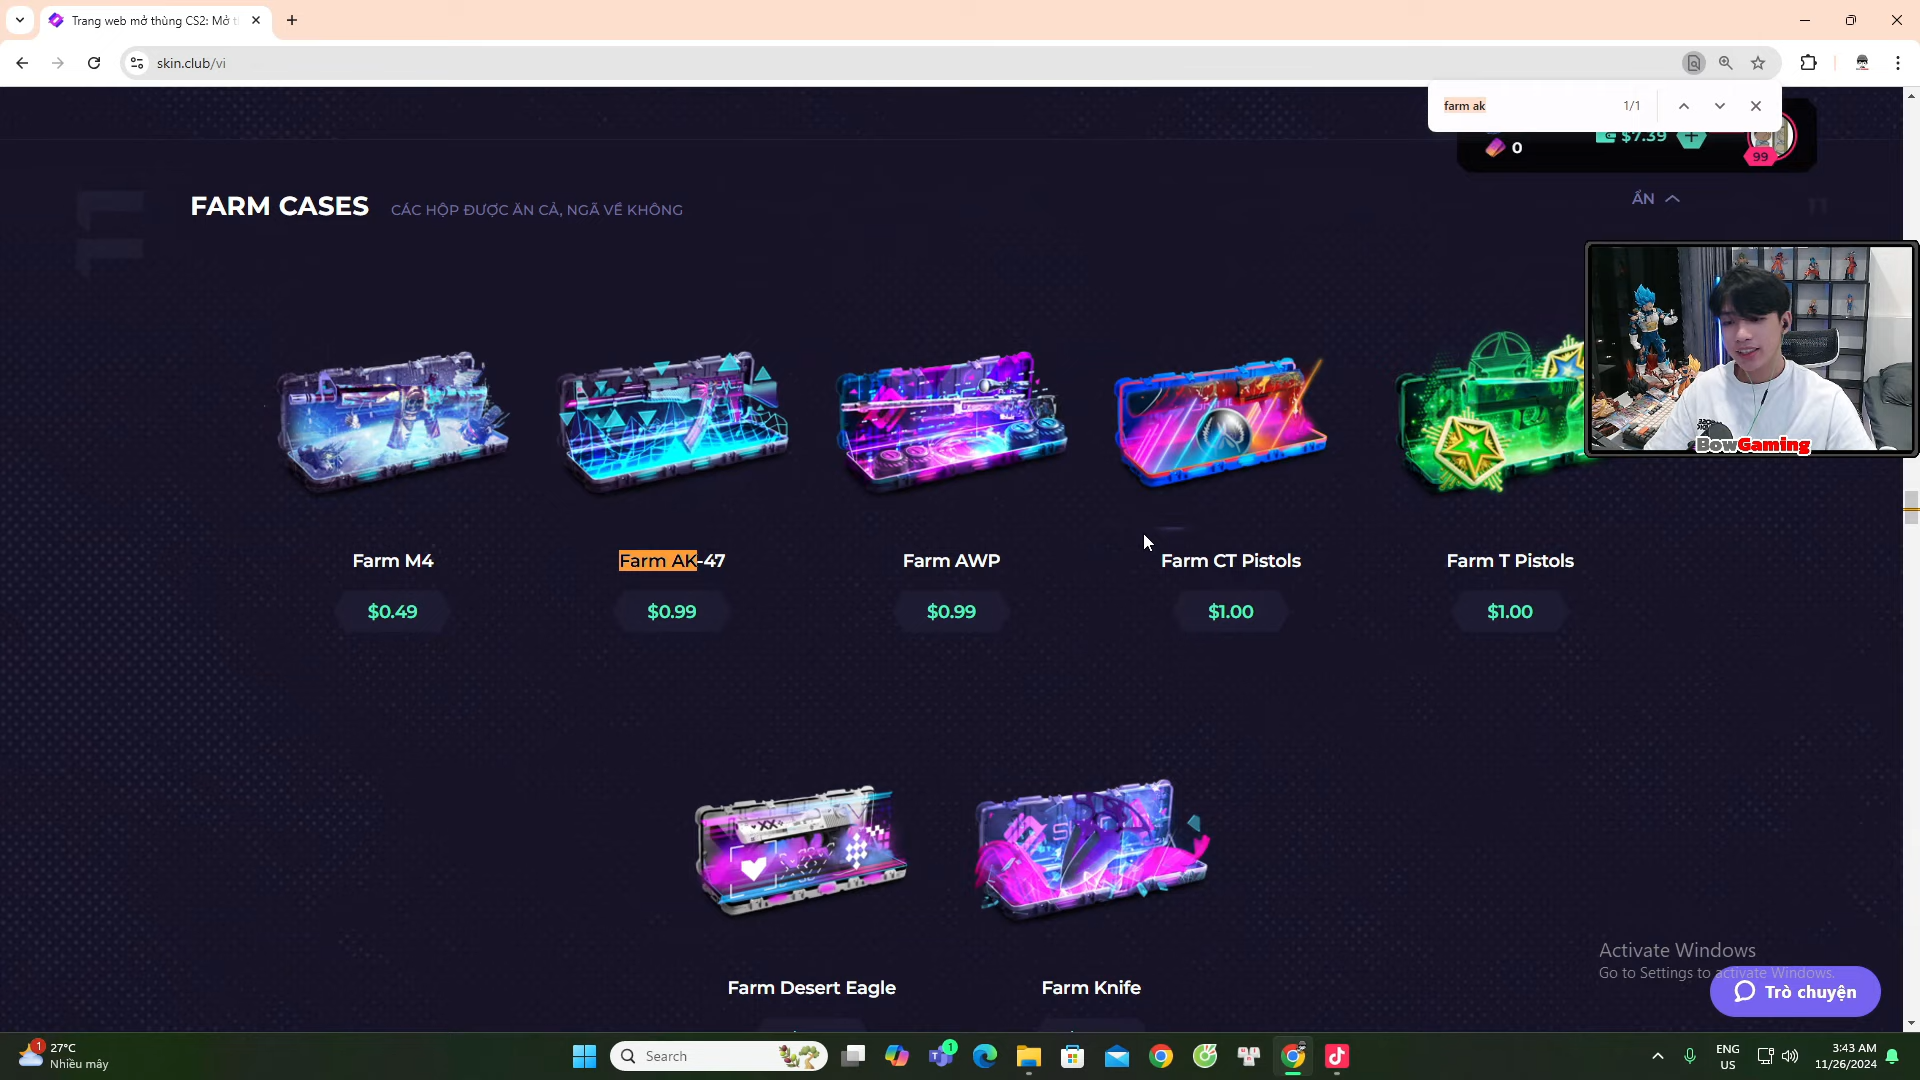 Trang web mở thùng CS2: Mở t
skin.club/vi
farm ak
1/1
0
$7.39
99
FARM CASES
CÁC HỘP ĐƯỢC ĂN CẢ, NGÃ VỀ KHÔNG
ẨN
BowGaming
Farm M4
Farm AK-47
Farm AWP
Farm CT Pistols
Farm T Pistols
$0.49
$0.99
$0.99
$1.00
$1.00
Farm Desert Eagle
Farm Knife
Activate Windows
Go to Settings to activate Windows.
Trò chuyện
1
27°C
Nhiều mây
Search
1
ENG
US
3:43 AM
11/26/2024